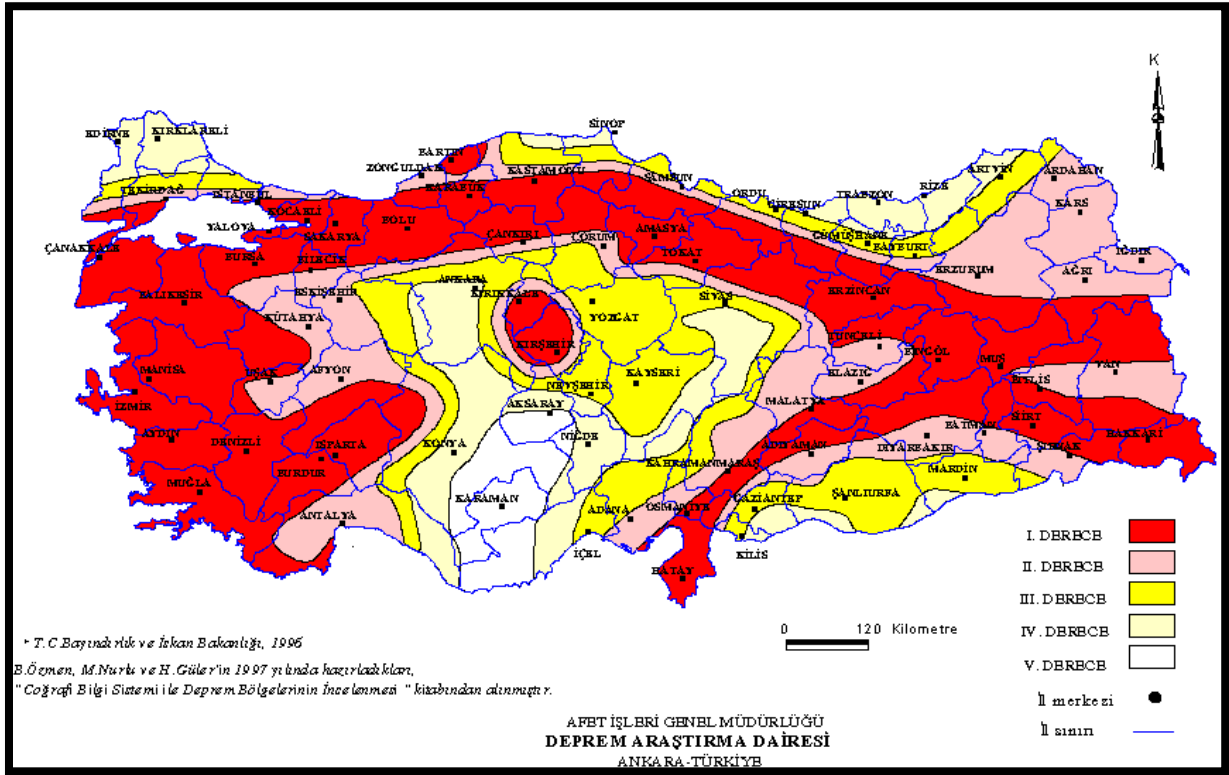 K
SİNOP
EDİRNE
KIRKLARELİ
BARTIN
ZONGULDAK
KASTAMONU
KARABÜK
SAMSUN
ORDU
GİRESUN
TRABZON
RİZE
ARTVİN
ARDAHAN
KARS
TEKİRDAĞ
İSTANBUL
KOCAELİ
YALOVA
SAKARYA
BOLU
ÇANKIRI
ÇORUM
AMASYA
TOKAT
GÜMÜŞHANE
BAYBURT
ERZURUM
AĞRI
IĞDIR
ÇANAKKALE
BURSA
BİLECİK
ESKİŞEHİR
ANKARA
KIRIKKALE
YOZGAT
SİVAS
ERZİNCAN
BALIKESİR
KÜTAHYA
KIRŞEHİR
TUNCELİ
BİNGÖL
MUŞ
VAN
MANİSA
UŞAK
AFYON
NEVŞEHİR
KAYSERİ
ELAZIĞ
BİTLİS
İZMİR
AKSARAY
MALATYA
SİİRT
AYDIN
DENİZLİ
ISPARTA
KONYA
NİĞDE
ADIYAMAN
DİYARBAKIR
BATMAN
ŞIRNAK
HAKKARİ
BURDUR
KAHRAMANMARAŞ
MARDİN
MUĞLA
ANTALYA
KARAMAN
ADANA
OSMANİYE
GAZİANTEP
ŞANLIURFA
İÇEL
KİLİS
HATAY
I. DERECE
II. DERECE
III. DERECE
IV. DERECE
V. DERECE
İl merkezi
İl sınırı
0 120 Kilometre
* T.C.Bayındırlık ve İskan Bakanlığı, 1996
B.Özmen, M.Nurlu ve H.Güler'in 1997 yılında hazırladıkları,
"Coğrafi Bilgi Sistemi ile Deprem Bölgelerinin İncelenmesi " kitabından alınmıştır.
AFET İŞLERİ GENEL MÜDÜRLÜĞÜ
DEPREM ARAŞTIRMA DAİRESİ
ANKARA-TÜRKİYE